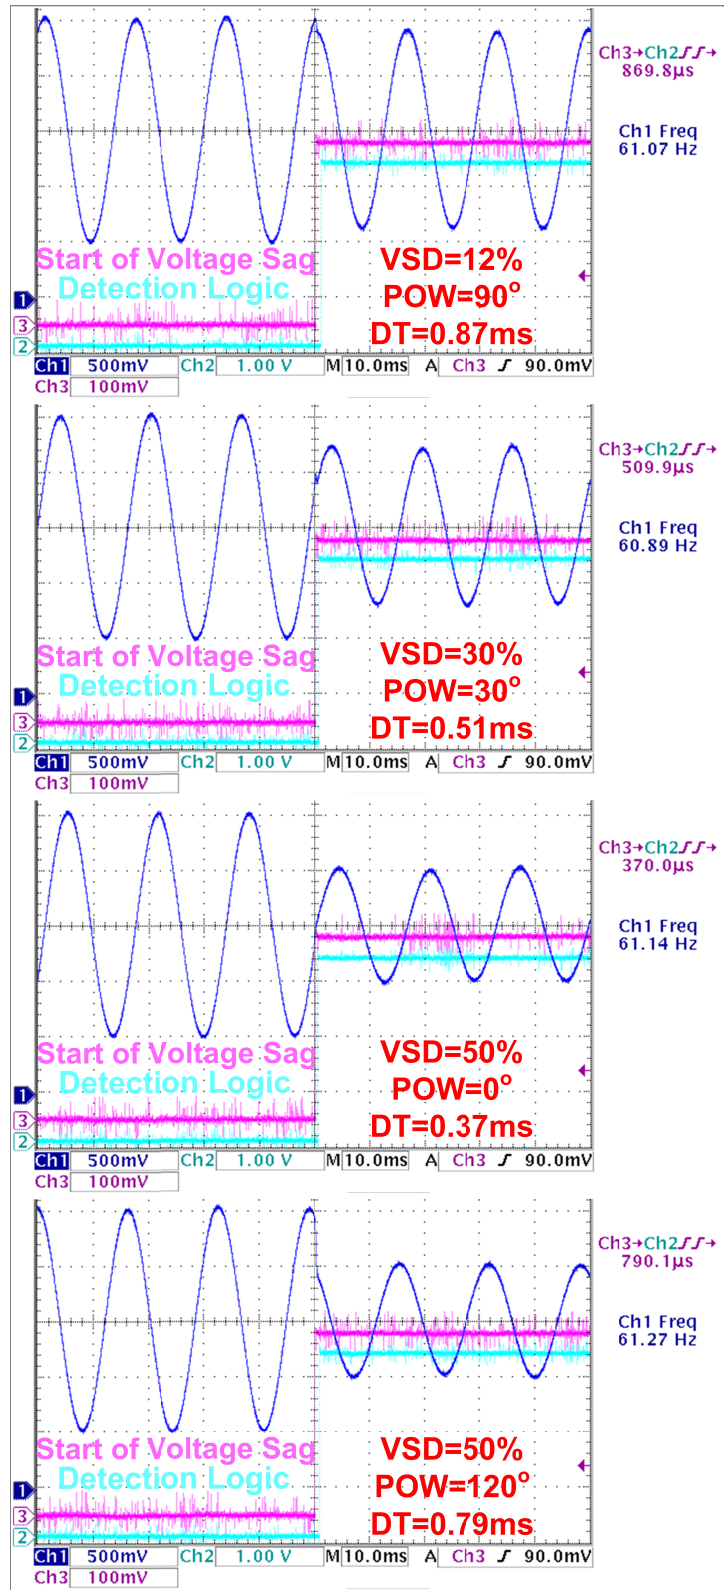 Ch3→Ch2∫∫→
869.8µs
Ch1 Freq
61.07 Hz
Start of Voltage Sag
Detection Logic
VSD=12%
POW=90°
DT=0.87ms
1
3
2
Ch1 500mV Ch2 1.00 V M 10.0ms A Ch3 ∫ 90.0mV
Ch3 100mV
Ch3→Ch2∫∫→
509.9µs
Ch1 Freq
60.89 Hz
Start of Voltage Sag
Detection Logic
VSD=30%
POW=30°
DT=0.51ms
1
3
2
Ch1 500mV Ch2 1.00 V M 10.0ms A Ch3 ∫ 90.0mV
Ch3 100mV
Ch3→Ch2∫∫→
370.0µs
Ch1 Freq
61.14 Hz
Start of Voltage Sag
Detection Logic
VSD=50%
POW=0°
DT=0.37ms
1
3
2
Ch1 500mV Ch2 1.00 V M 10.0ms A Ch3 ∫ 90.0mV
Ch3 100mV
Ch3→Ch2∫∫→
790.1µs
Ch1 Freq
61.27 Hz
Start of Voltage Sag
Detection Logic
VSD=50%
POW=120°
DT=0.79ms
1
3
2
Ch1 500mV Ch2 1.00 V M 10.0ms A Ch3 ∫ 90.0mV
Ch3 100mV